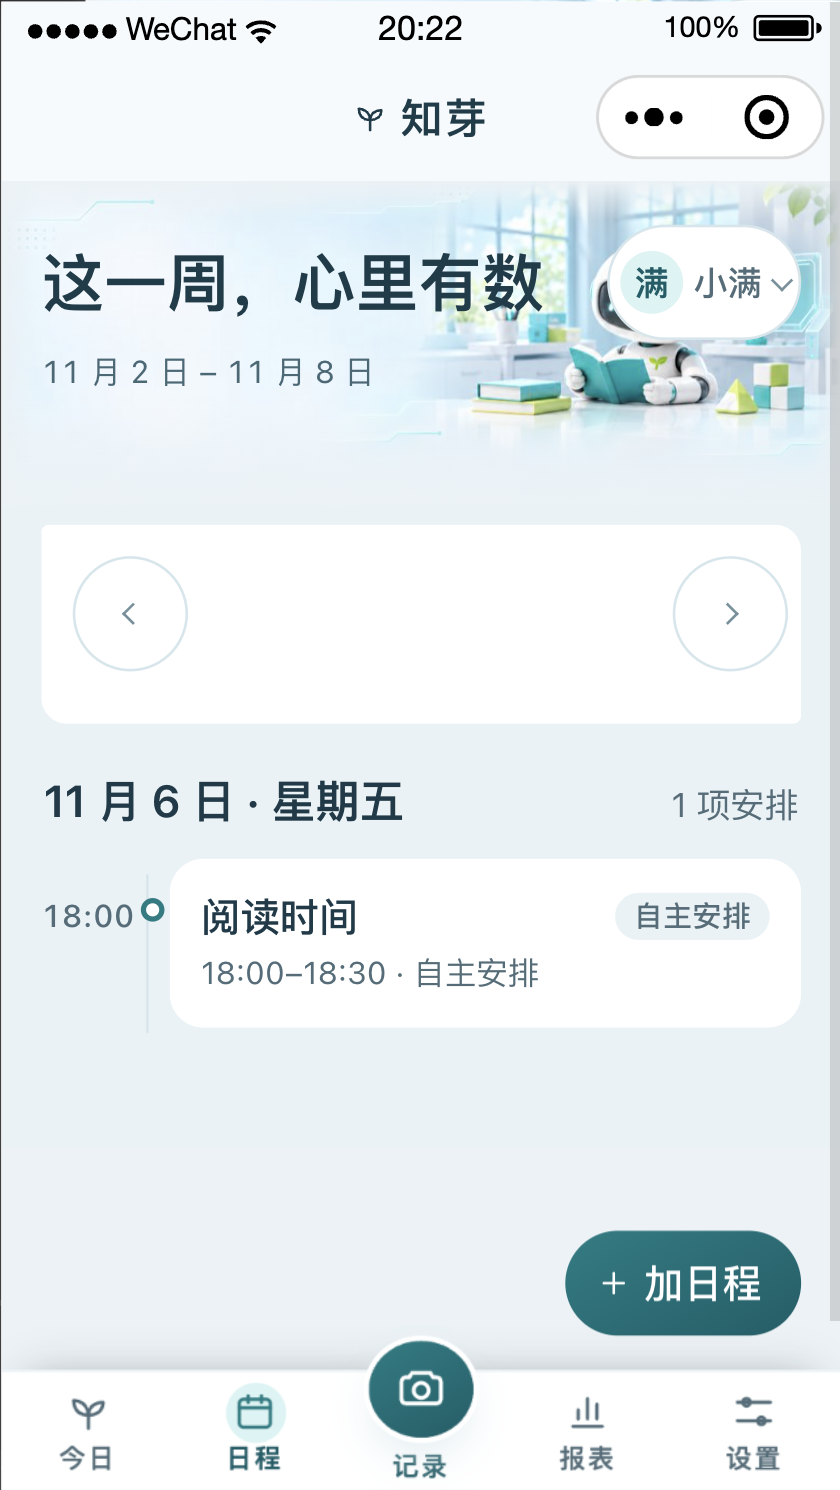 ●●●●● WeChat 20:22 100%
知芽
这一周，心里有数
满 小满
11 月 2 日 – 11 月 8 日
11 月 6 日 · 星期五
1 项安排
18:00
阅读时间
自主安排
18:00–18:30 · 自主安排
+ 加日程
今日
日程
记录
报表
设置